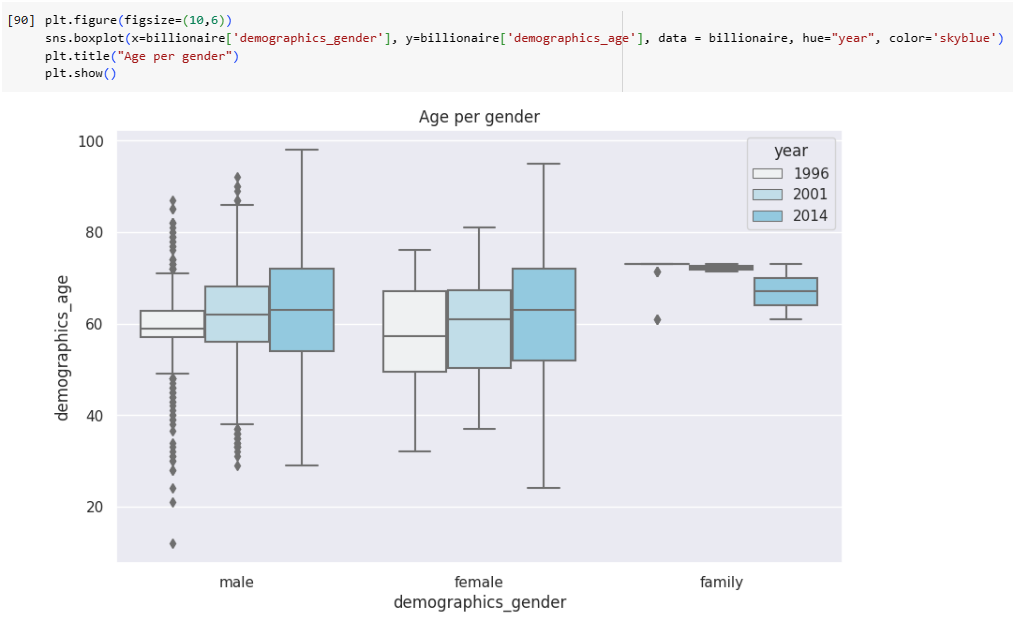 [90] plt.figure(figsize=(10,6))
sns.boxplot(x=billionaire['demographics_gender'], y=billionaire['demographics_age'], data = billionaire, hue="year", color='skyblue')
plt.title("Age per gender")
plt.show()
Age per gender
year
1996
2001
2014
100
80
60
40
20
demographics_age
male
female
family
demographics_gender